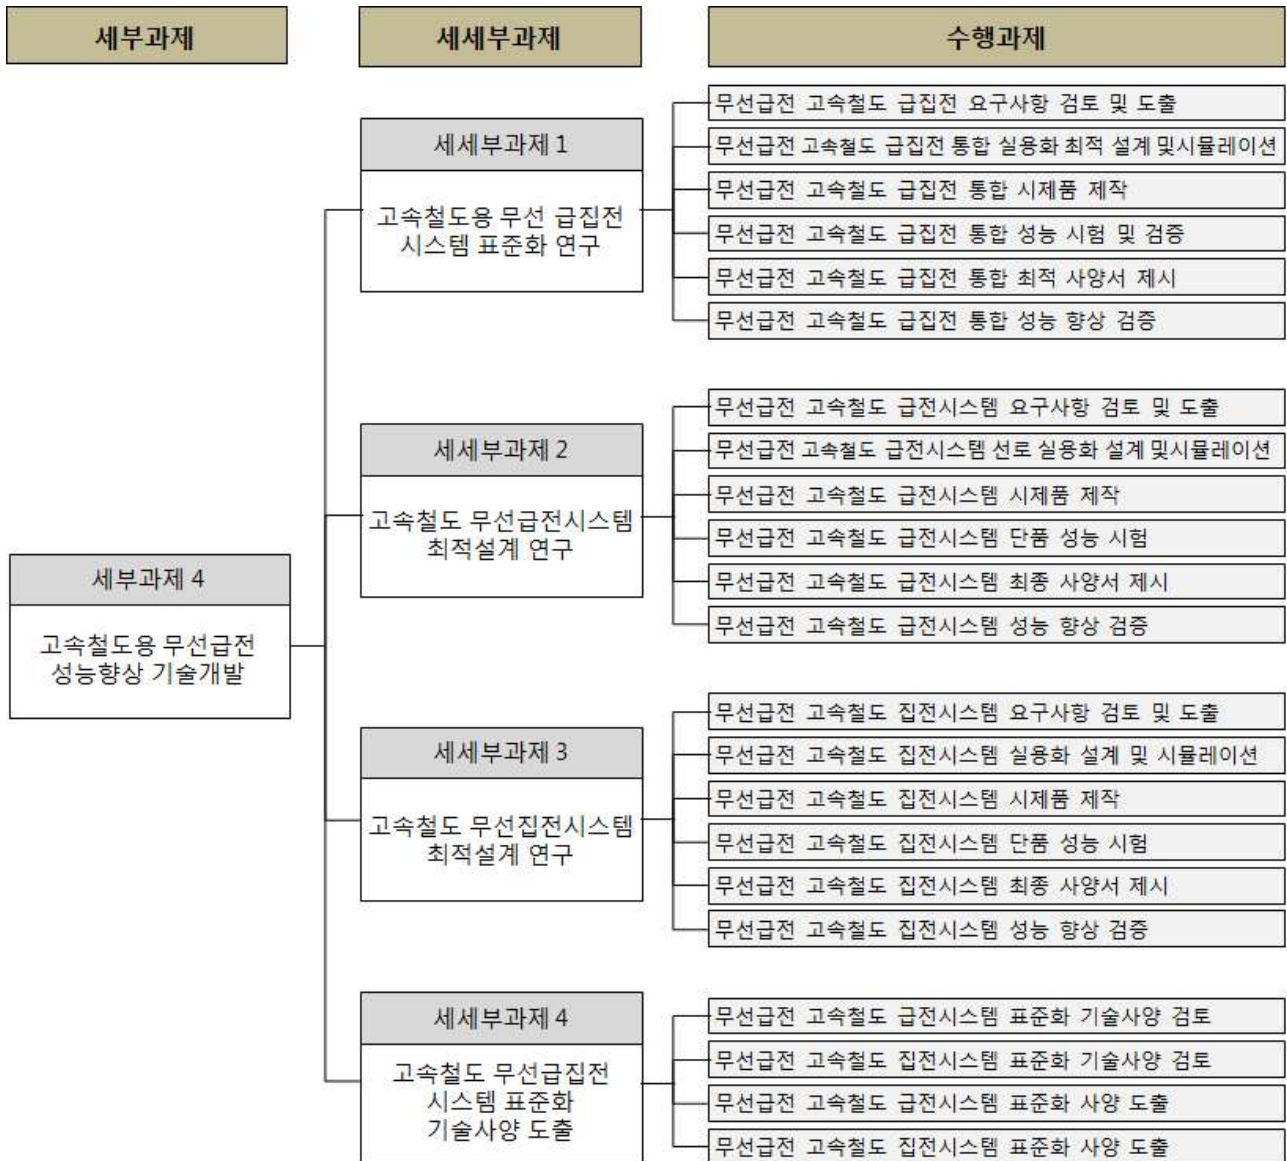 세부과제
세세부과제
수행과제
세부과제 4
고속철도용 무선급전
성능향상 기술개발
세세부과제 1
고속철도용 무선 급집전
시스템 표준화 연구
무선급전 고속철도 급집전 요구사항 검토 및 도출
무선급전 고속철도 급집전 통합 실용화 최적 설계 및시뮬레이션
무선급전 고속철도 급집전 통합 시제품 제작
무선급전 고속철도 급집전 통합 성능 시험 및 검증
무선급전 고속철도 급집전 통합 최적 사양서 제시
무선급전 고속철도 급집전 통합 성능 향상 검증
세세부과제 2
고속철도 무선급전시스템
최적설계 연구
무선급전 고속철도 급전시스템 요구사항 검토 및 도출
무선급전 고속철도 급전시스템 선로 실용화 설계 및시뮬레이션
무선급전 고속철도 급전시스템 시제품 제작
무선급전 고속철도 급전시스템 단품 성능 시험
무선급전 고속철도 급전시스템 최종 사양서 제시
무선급전 고속철도 급전시스템 성능 향상 검증
세세부과제 3
고속철도 무선집전시스템
최적설계 연구
무선급전 고속철도 집전시스템 요구사항 검토 및 도출
무선급전 고속철도 집전시스템 실용화 설계 및 시뮬레이션
무선급전 고속철도 집전시스템 시제품 제작
무선급전 고속철도 집전시스템 단품 성능 시험
무선급전 고속철도 집전시스템 최종 사양서 제시
무선급전 고속철도 집전시스템 성능 향상 검증
세세부과제 4
고속철도 무선급집전
시스템 표준화
기술사양 도출
무선급전 고속철도 급전시스템 표준화 기술사양 검토
무선급전 고속철도 집전시스템 표준화 기술사양 검토
무선급전 고속철도 급전시스템 표준화 사양 도출
무선급전 고속철도 집전시스템 표준화 사양 도출